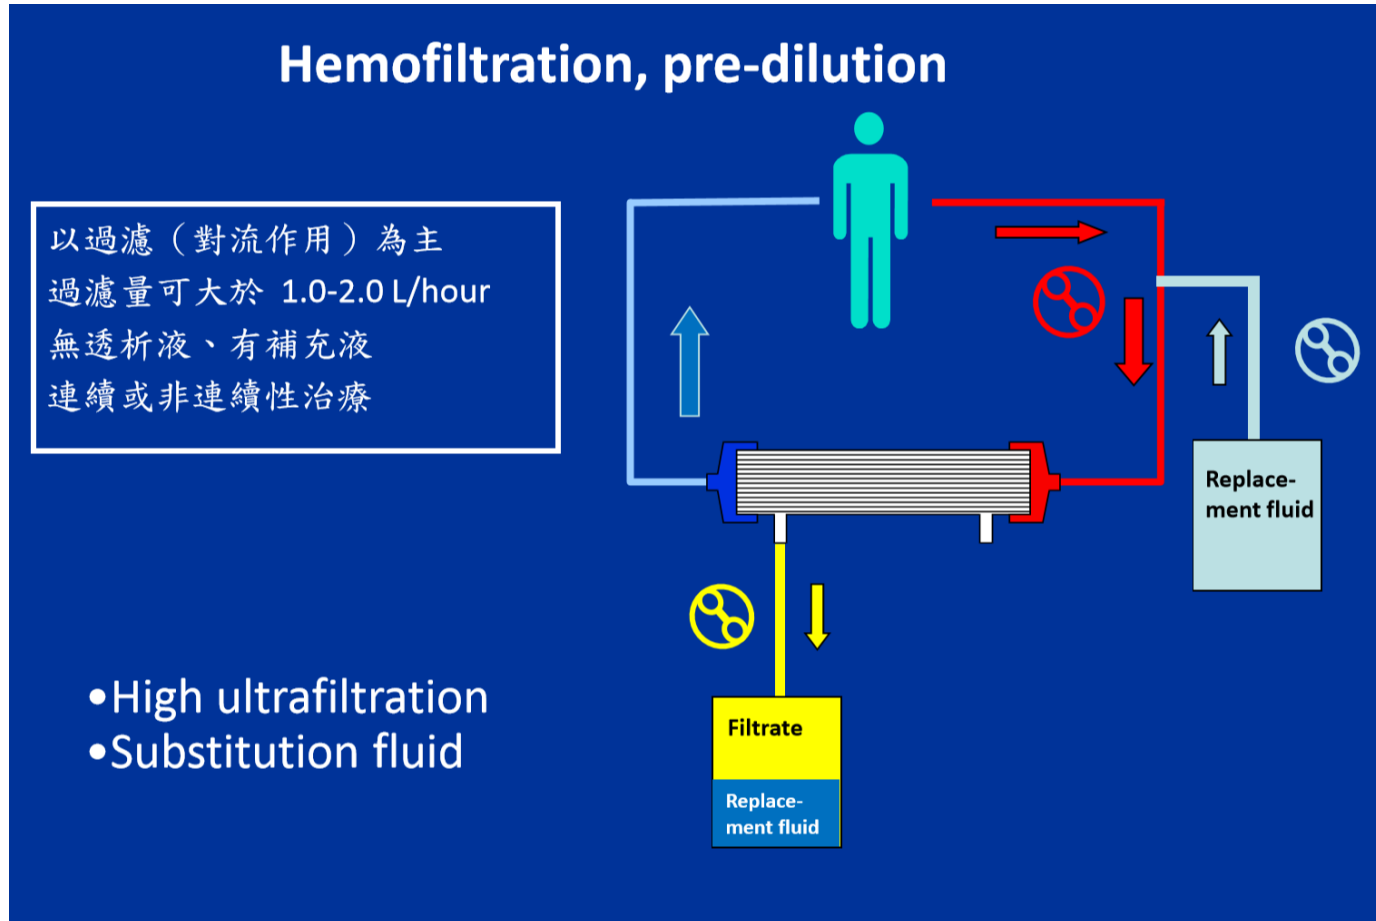 Hemofiltration, pre-dilution
以過濾（對流作用）為主
過濾量可大於 1.0-2.0 L/hour
無透析液、有補充液
連續或非連續性治療
Replace-
ment fluid
•High ultrafiltration
•Substitution fluid
Filtrate
Replace-
ment fluid